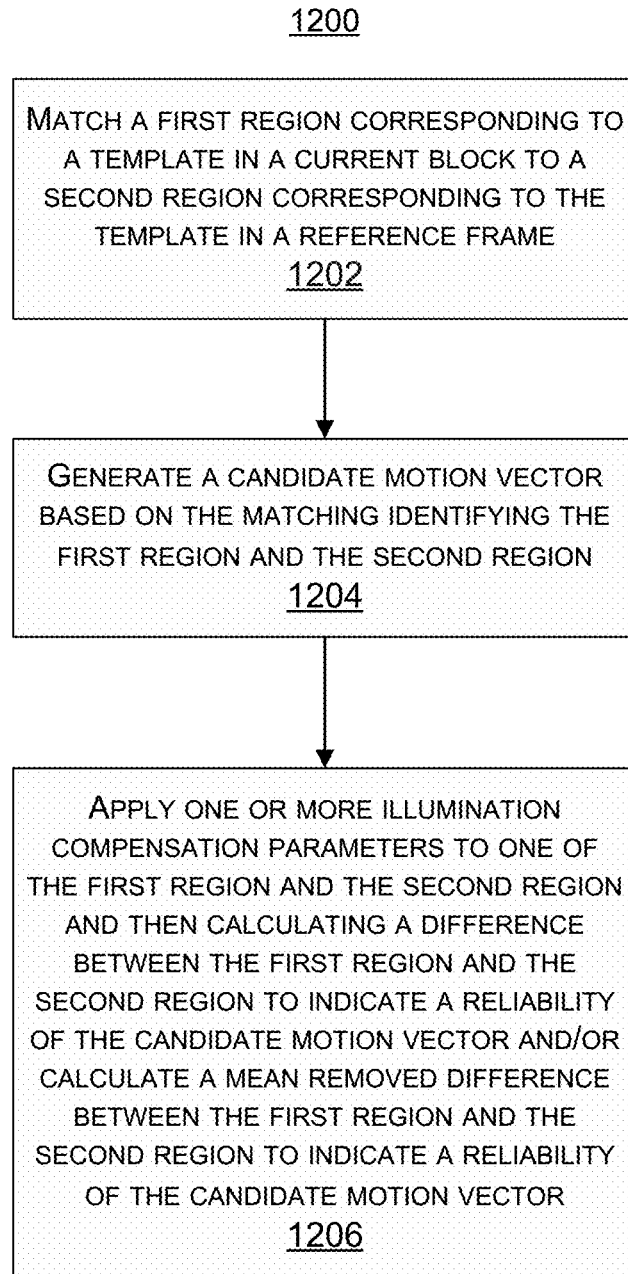 1200
MATCH A FIRST REGION CORRESPONDING TO
A TEMPLATE IN A CURRENT BLOCK TO A
SECOND REGION CORRESPONDING TO THE
TEMPLATE IN A REFERENCE FRAME
1202
GENERATE A CANDIDATE MOTION VECTOR
BASED ON THE MATCHING IDENTIFYING THE
FIRST REGION AND THE SECOND REGION
1204
APPLY ONE OR MORE ILLUMINATION
COMPENSATION PARAMETERS TO ONE OF
THE FIRST REGION AND THE SECOND REGION
AND THEN CALCULATING A DIFFERENCE
BETWEEN THE FIRST REGION AND THE
SECOND REGION TO INDICATE A RELIABILITY
OF THE CANDIDATE MOTION VECTOR AND/OR
CALCULATE A MEAN REMOVED DIFFERENCE
BETWEEN THE FIRST REGION AND THE
SECOND REGION TO INDICATE A RELIABILITY
OF THE CANDIDATE MOTION VECTOR
1206